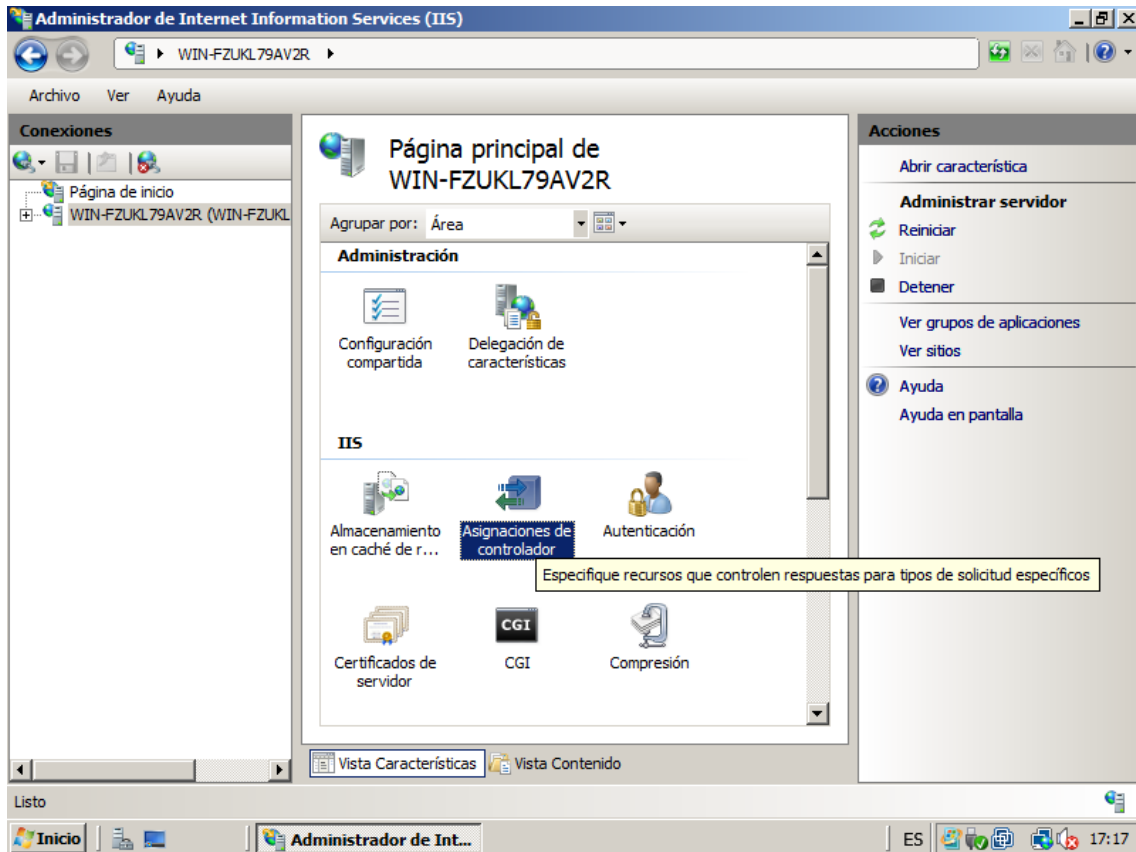 Administrador de Internet Information Services (IIS)
WIN-FZUKL79AV2R
Archivo Ver Ayuda
Conexiones
Página de inicio
WIN-FZUKL79AV2R (WIN-FZUKL
Página principal de
WIN-FZUKL79AV2R
Agrupar por: Área
Administración
Configuración
compartida
Delegación de
características
IIS
Almacenamiento
en caché de r...
Asignaciones de
controlador
Autenticación
Especifique recursos que controlen respuestas para tipos de solicitud específicos
Certificados de
servidor
CGI
CGI
Compresión
Vista Características
Vista Contenido
Acciones
Abrir característica
Administrar servidor
Reiniciar
Iniciar
Detener
Ver grupos de aplicaciones
Ver sitios
Ayuda
Ayuda en pantalla
Listo
Inicio
Administrador de Int...
ES
17:17